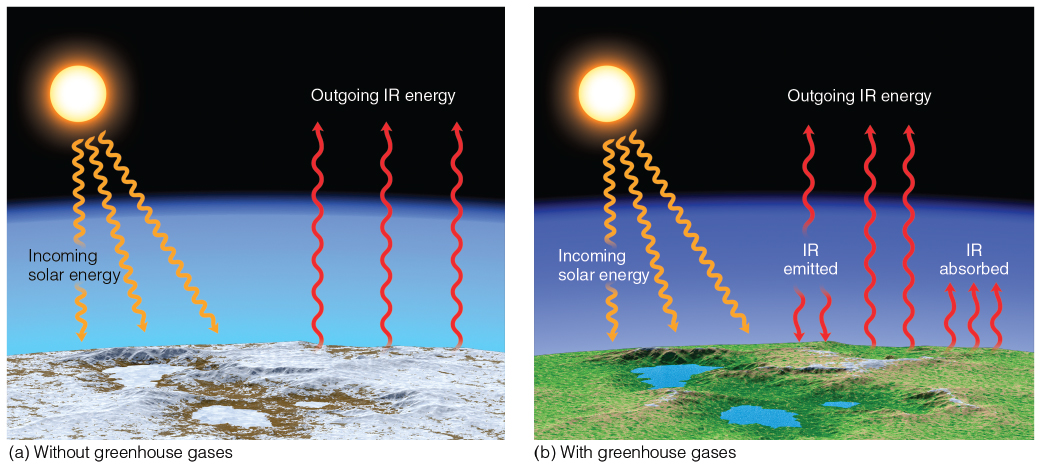 Outgoing IR energy
Incoming
solar energy
(a) Without greenhouse gases
Outgoing IR energy
Incoming
solar energy
IR
emitted
IR
absorbed
(b) With greenhouse gases